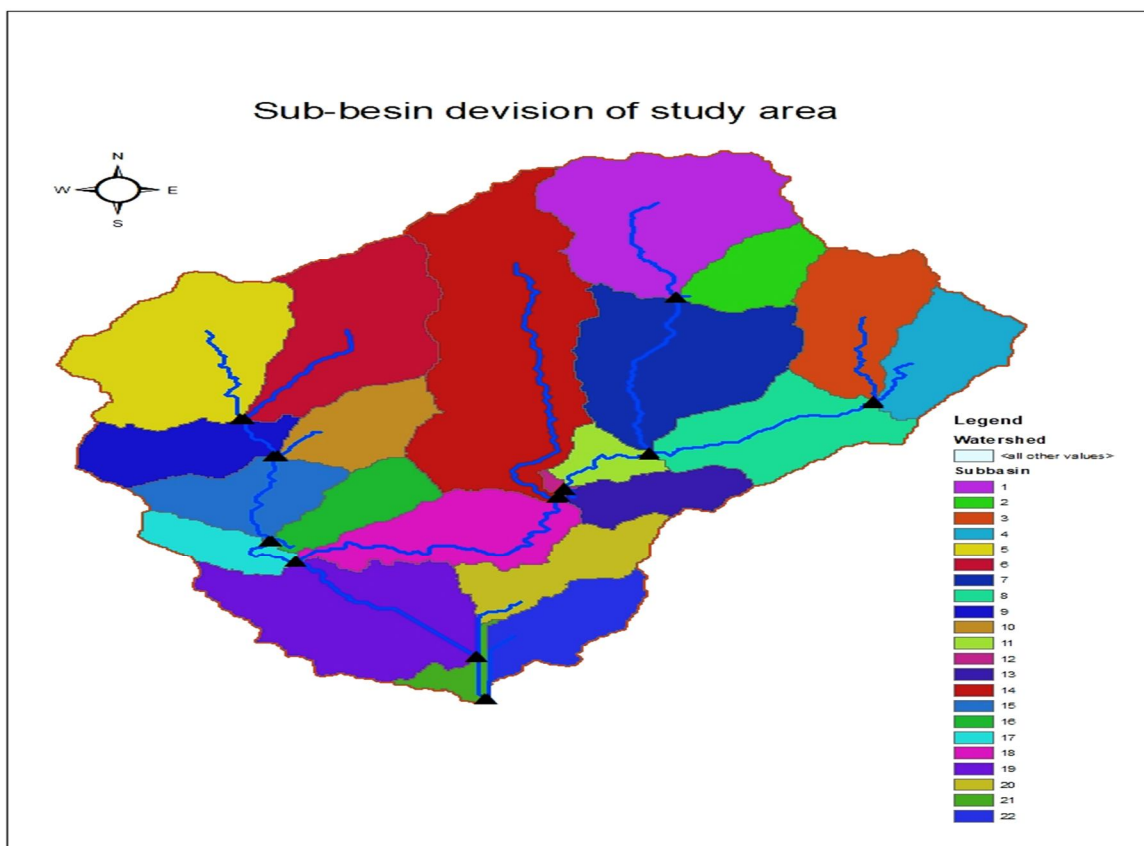 Sub-besin devision of study area
N
W E
S
Legend
Watershed
<all other values>
Subbasin
1
2
3
4
5
6
7
8
9
10
11
12
13
14
15
16
17
18
19
20
21
22